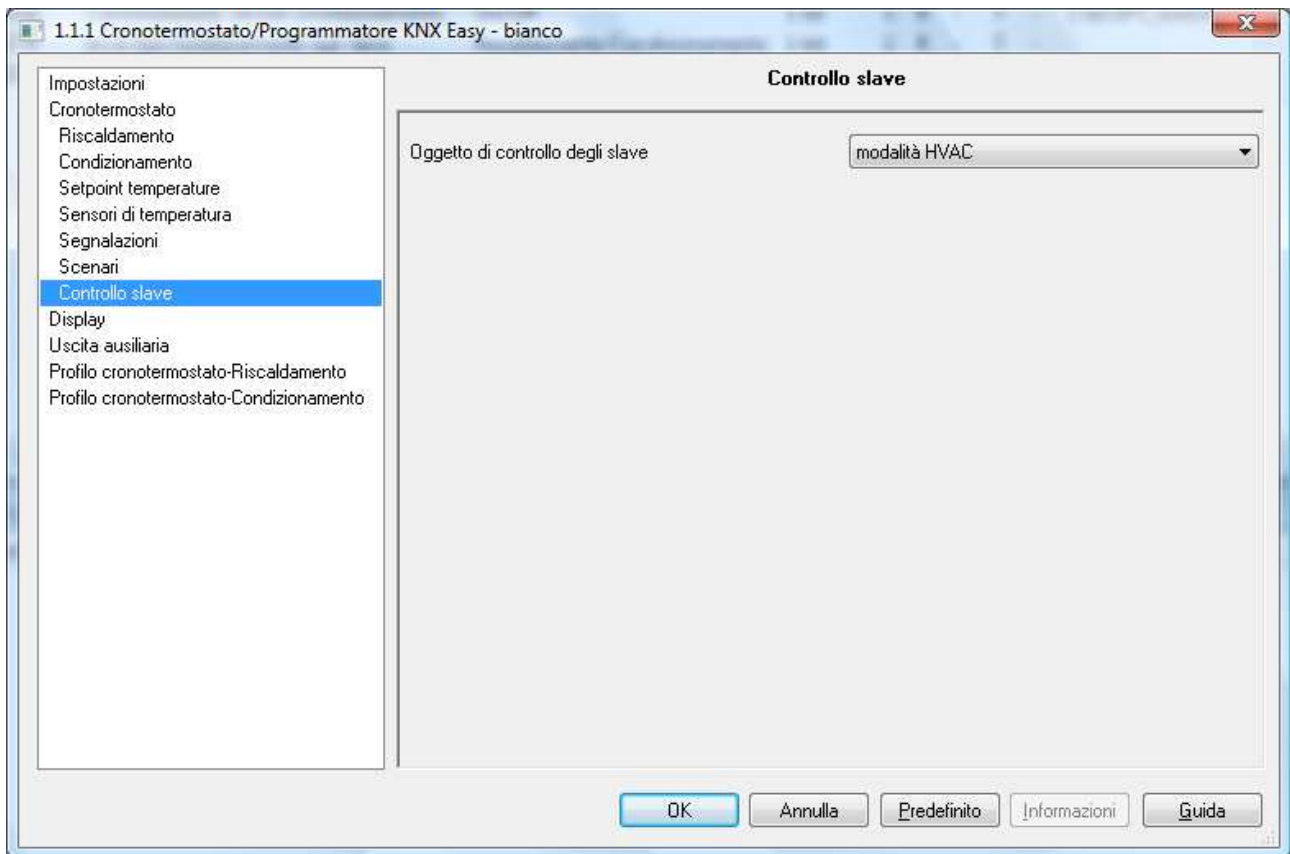 1.1.1 Cronotermostato/Programmatore KNX Easy - bianco
Impostazioni
Cronotermostato
Riscaldamento
Condizionamento
Setpoint temperature
Sensori di temperatura
Segnalazioni
Scenari
Controllo slave
Display
Uscita ausiliaria
Profilo cronotermostato-Riscaldamento
Profilo cronotermostato-Condizionamento
Controllo slave
Oggetto di controllo degli slave modalità HVAC
OK Annulla Predefinito Informazioni Guida